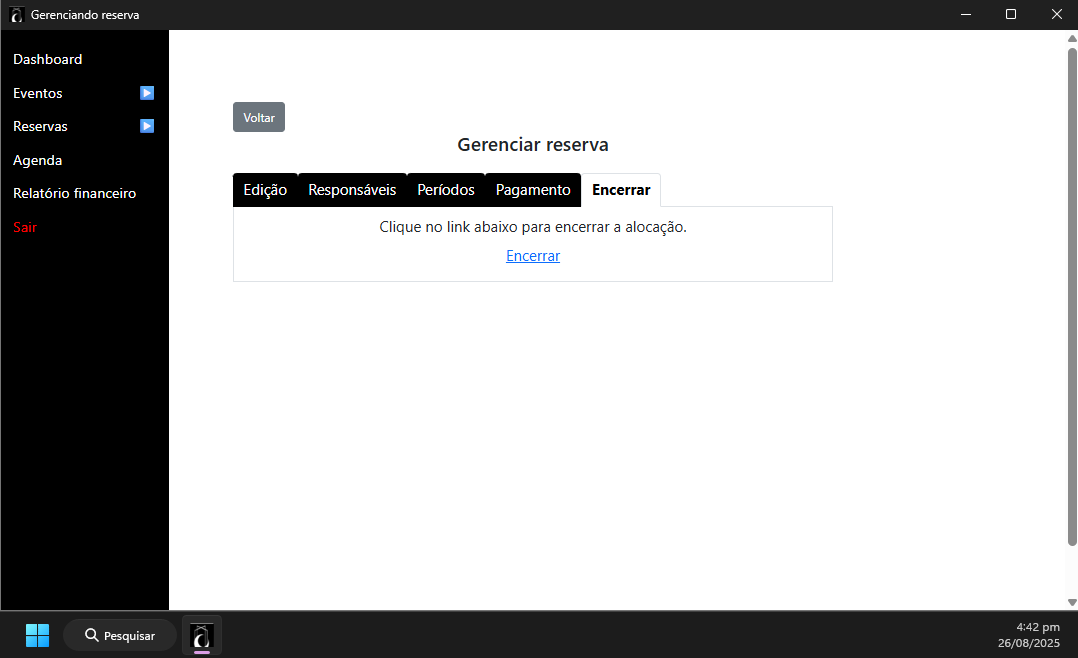 Gerenciando reserva
Dashboard
Eventos
Reservas
Agenda
Relatório financeiro
Sair
Voltar
Gerenciar reserva
Edição Responsáveis Períodos Pagamento Encerrar
Clique no link abaixo para encerrar a alocação.
Encerrar
Pesquisar
4:42 pm
26/08/2025